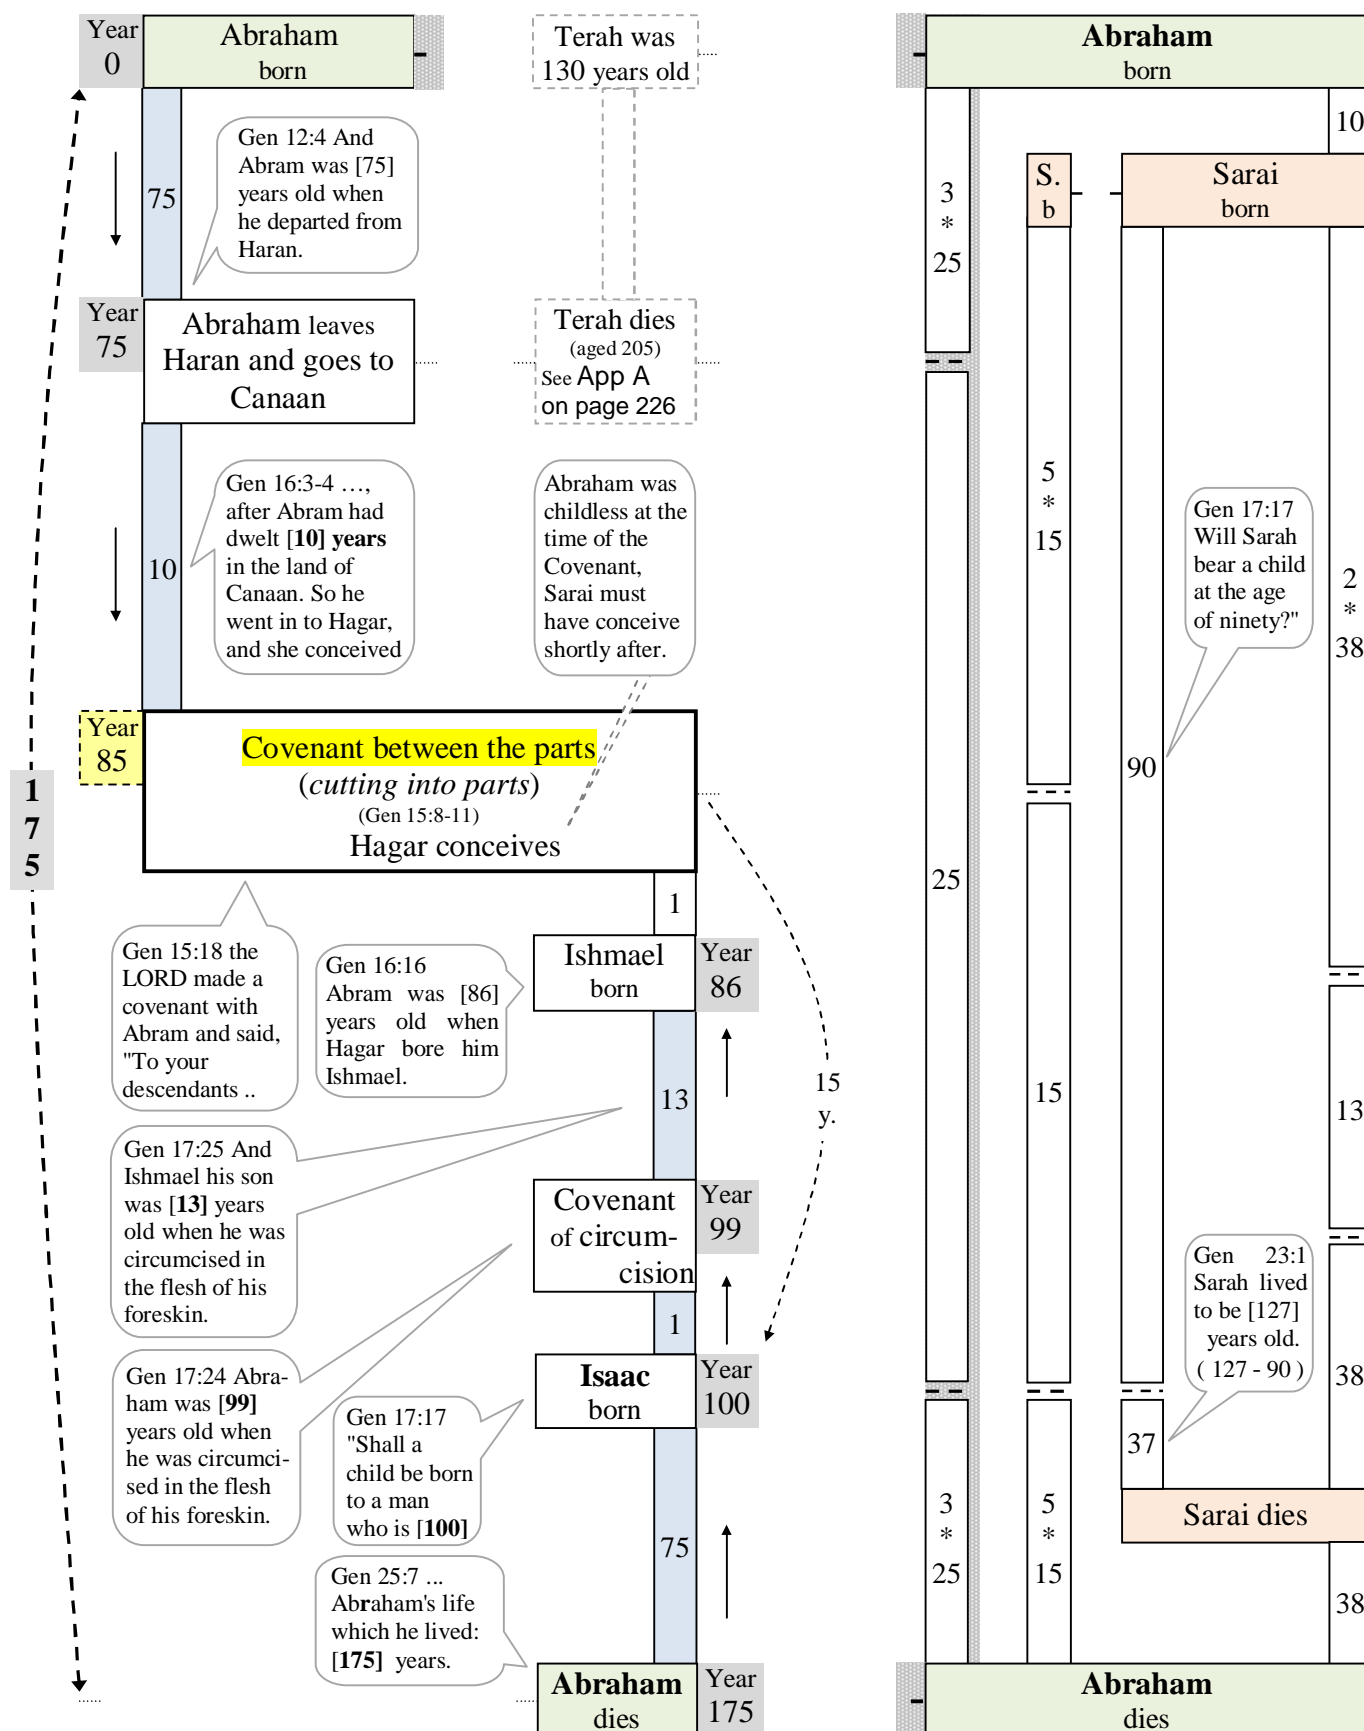 Year
0
Abraham
born
Terah was
130 years old
Gen 12:4 And
Abram was [75]
years old when
he departed from
Haran.
75
Year
75
Abraham leaves
Haran and goes to
Canaan
Terah dies
(aged 205)
See App A
on page 226
Gen 16:3-4 …,
after Abram had
dwelt [10] years
in the land of
Canaan. So he
went in to Hagar,
and she conceived
10
Abraham was
childless at the
time of the
Covenant,
Sarai must
have conceive
shortly after.
Year
85
Covenant between the parts
(cutting into parts)
(Gen 15:8-11)
Hagar conceives
1
7
5
1
Gen 15:18 the
LORD made a
covenant with
Abram and said,
"To your
descendants ..
Gen 16:16
Abram was [86]
years old when
Hagar bore him
Ishmael.
Ishmael
born
Year
86
15
y.
13
Gen 17:25 And
Ishmael his son
was [13] years
old when he was
circumcised in
the flesh of his
foreskin.
Covenant
of circum-
cision
Year
99
1
Gen 17:24 Abra-
ham was [99]
years old when
he was circumci-
sed in the flesh
of his foreskin.
Gen 17:17
"Shall a
child be born
to a man
who is [100]
Isaac
born
Year
100
75
Gen 25:7 ...
Abraham's life
which he lived:
[175] years.
Abraham
dies
Year
175
Abraham
born
10
3
*
25
S.
b
Sarai
born
5
*
15
Gen 17:17
Will Sarah
bear a child
at the age
of ninety?"
2
*
38
90
25
15
13
Gen 23:1
Sarah lived
to be [127]
years old.
( 127 - 90 )
38
37
3
*
25
5
*
15
Sarai dies
38
Abraham
dies